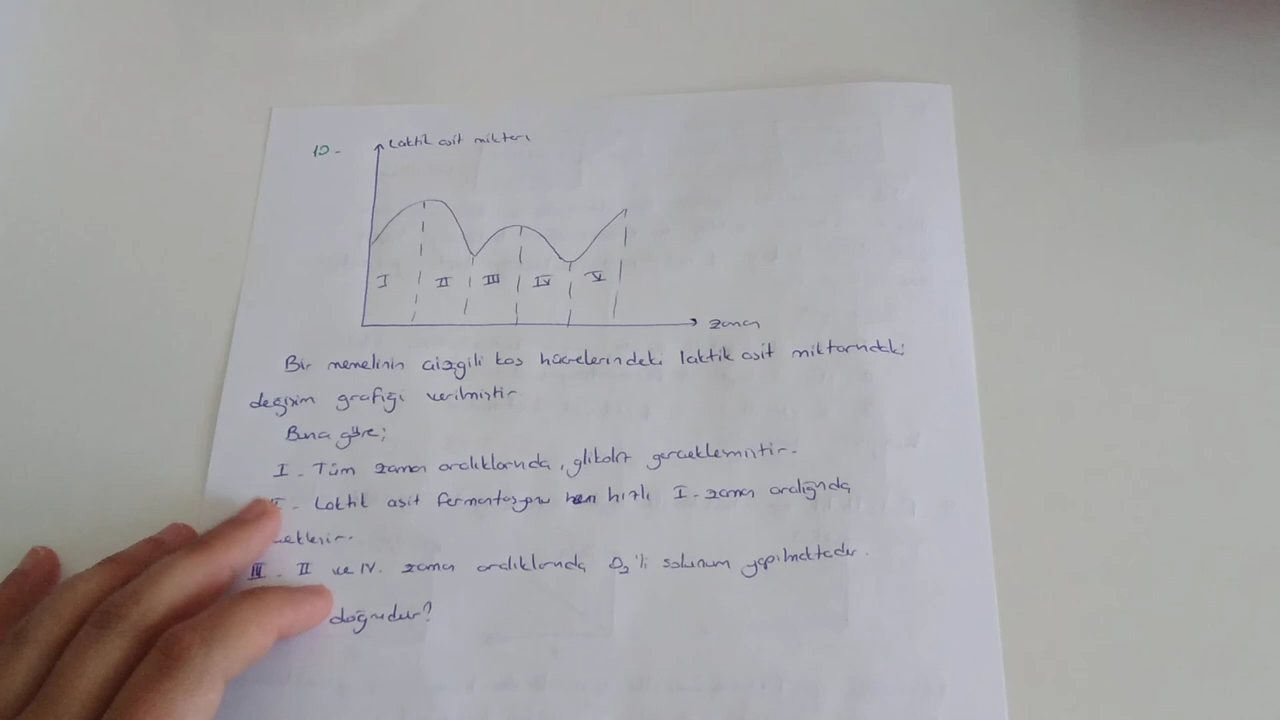 10-
Laktik asit miktarı
I II III IV V
zaman
Bir memelinin çizgili kas hücrelerindeki laktik asit miktarındaki
değişim grafiği verilmiştir.
Buna göre;
I - Tüm zaman aralıklarında, glikoliz gerçekleşmiştir.
- Laktik asit fermantasyonu hızlı I. zaman aralığında
III - II ve IV. zaman aralıklarında O₂'li solunum yapılmaktadır.
doğrudur?